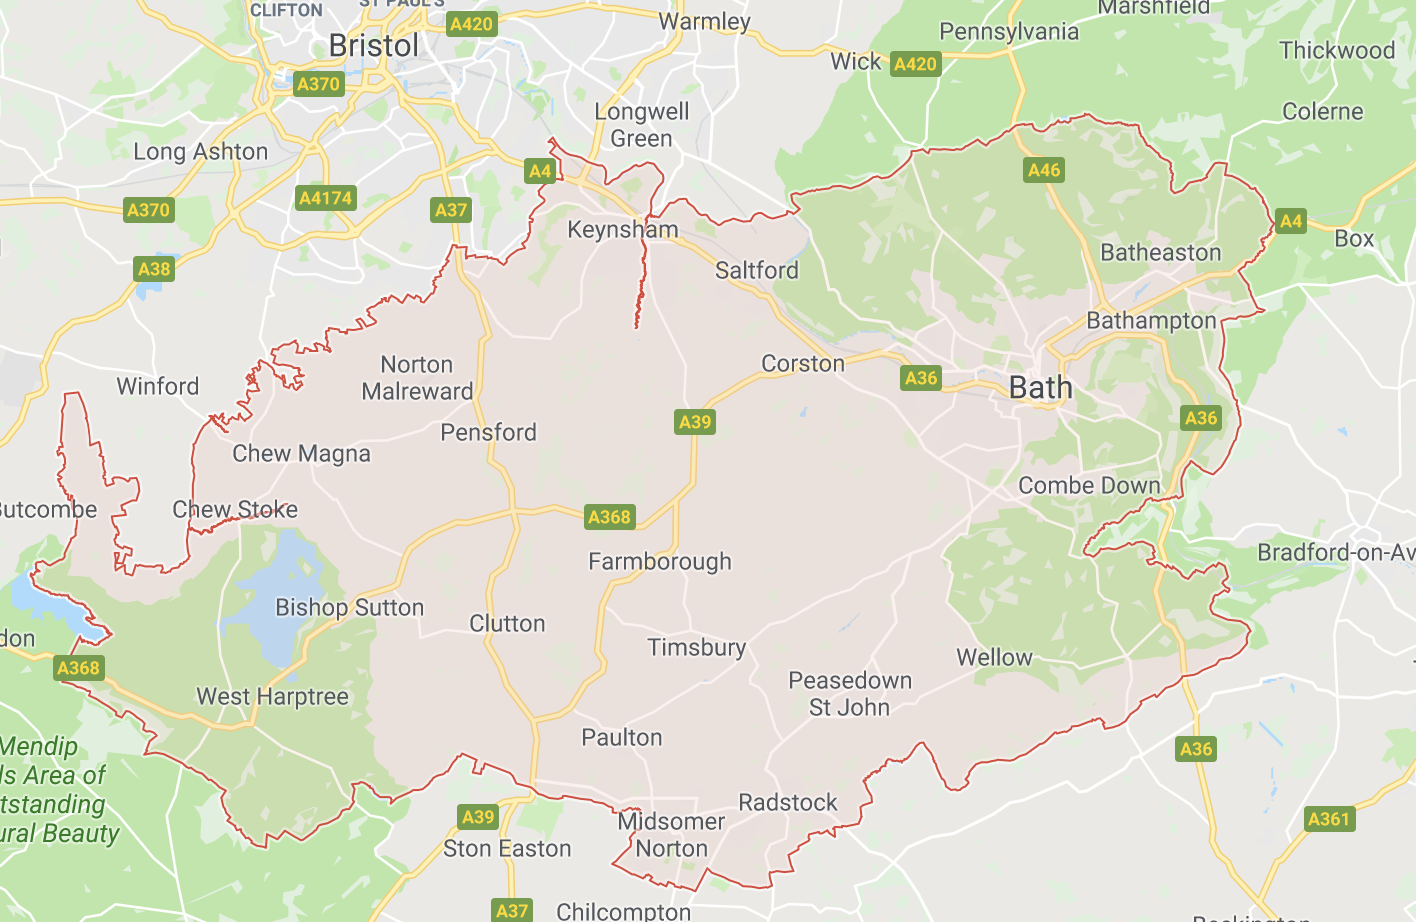 CLIFTON
ST PAUL'S
A420
Bristol
Warmley
Marshfield
Pennsylvania
Thickwood
Wick
A420
A370
Longwell
Green
Colerne
Long Ashton
A4
A46
A4174
A370
A37
Keynsham
A4
Box
Batheaston
A38
Saltford
Bathampton
Norton
Malreward
Corston
A36
Bath
Winford
A39
A36
Pensford
Chew Magna
Combe Down
Butcombe
Chew Stoke
A368
Bradford-on-Av
Farmborough
Bishop Sutton
Clutton
don
Timsbury
Wellow
A368
West Harptree
Peasedown
St John
Paulton
A36
Mendip
ls Area of
tstanding
ural Beauty
Radstock
A39
Midsomer
Norton
A361
Ston Easton
A37
Chilcompton